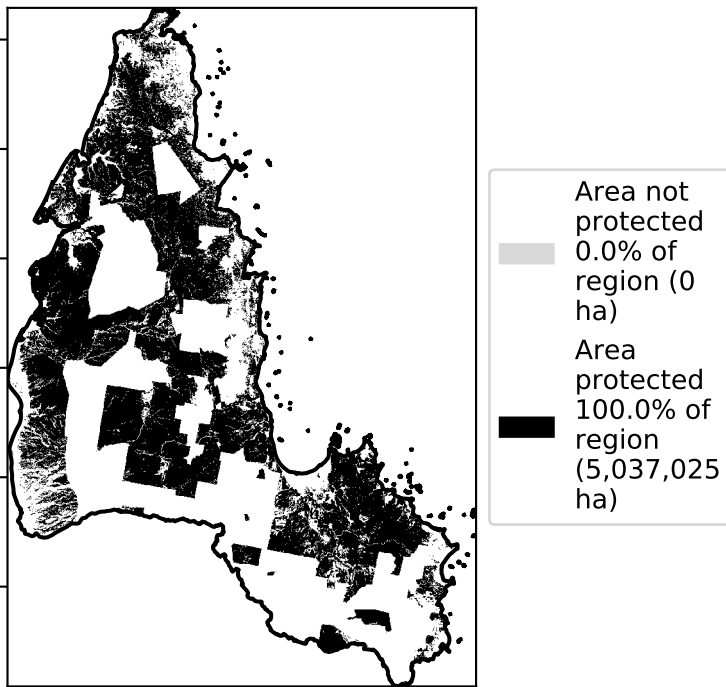 Area not
protected
0.0% of
region (0
ha)
Area
protected
100.0% of
region
(5,037,025
ha)